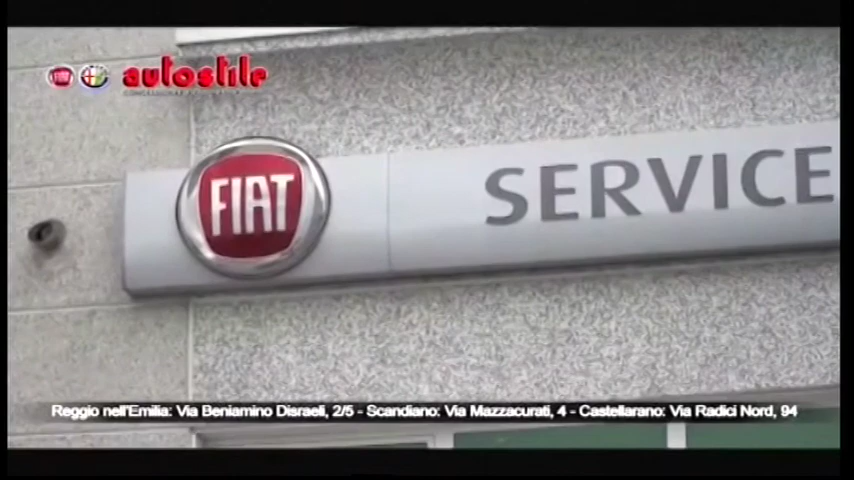 autostile
FIAT
SERVICE
Reggio nell'Emilia: Via Beniamino Disraeli, 2/5 - Scandiano: Via Mazzacurati, 4 - Castellarano: Via Radici Nord, 94